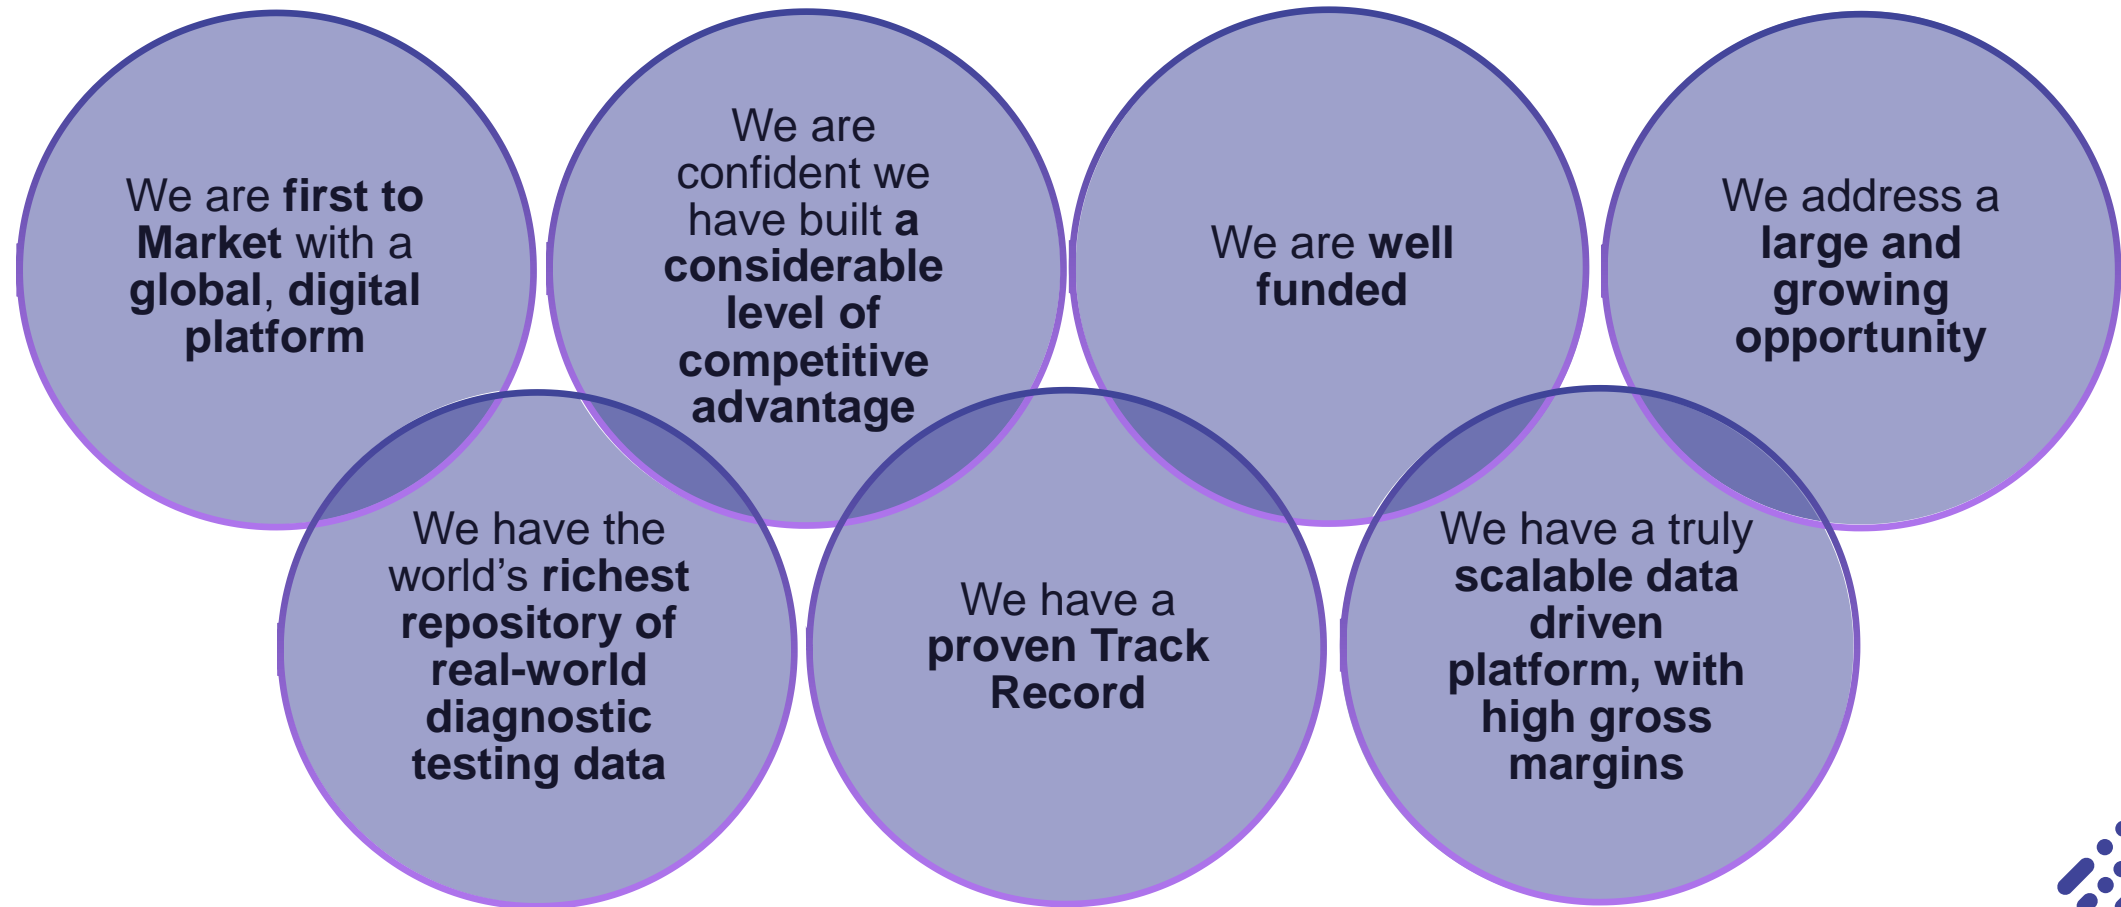 We are first to
Market with a
global, digital
platform
We have the
world's richest
repository of
real-world
diagnostic
testing data
We are
confident we
have built a
considerable
level of
competitive
advantage
We have a
proven Track
Record
We are well
funded
We have a truly
scalable data
driven
platform, with
high gross
margins
We address a
large and
growing
opportunity